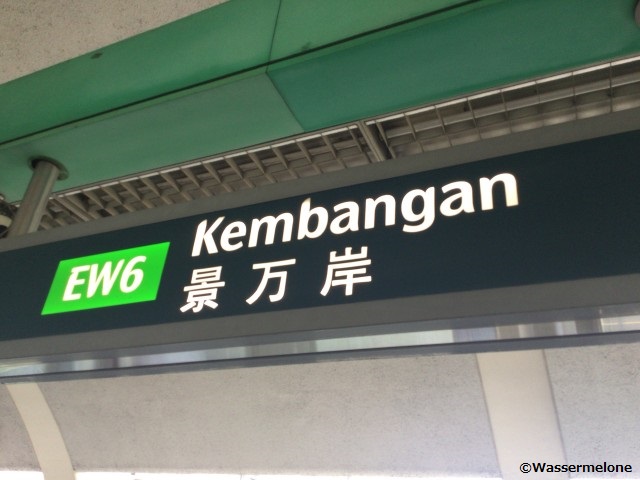 EW6
Kembangan
景万岸
©Wassermelone